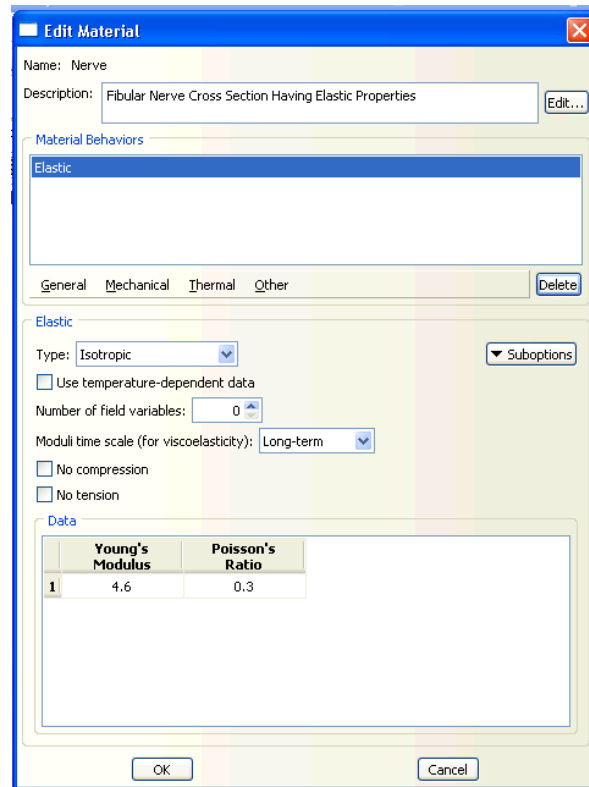 Edit Material
Name: Nerve
Description: Fibular Nerve Cross Section Having Elastic Properties
Edit...
Material Behaviors
Elastic
General Mechanical Thermal Other Delete
Elastic
Type: Isotropic Suboptions
Use temperature-dependent data
Number of field variables: 0
Moduli time scale (for viscoelasticity): Long-term
No compression
No tension
Data
Young's Poisson's
Modulus Ratio
1 4.6 0.3
OK Cancel